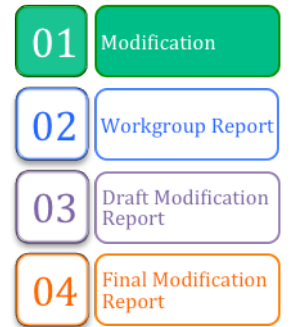 01 Modification
02 Workgroup Report
03 Draft Modification
Report
04 Final Modification
Report